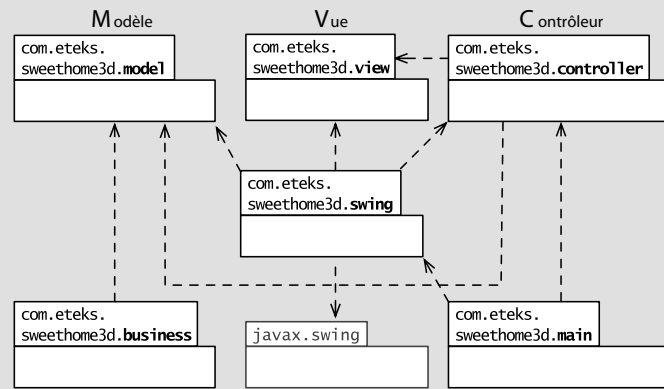 Modèle
Vue
Contrôleur
com.eteks.
sweethome3d.model
com.eteks.
sweethome3d.view
com.eteks.
sweethome3d.controller
com.eteks.
sweethome3d.swing
com.eteks.
sweethome3d.business
javax.swing
com.eteks.
sweethome3d.main